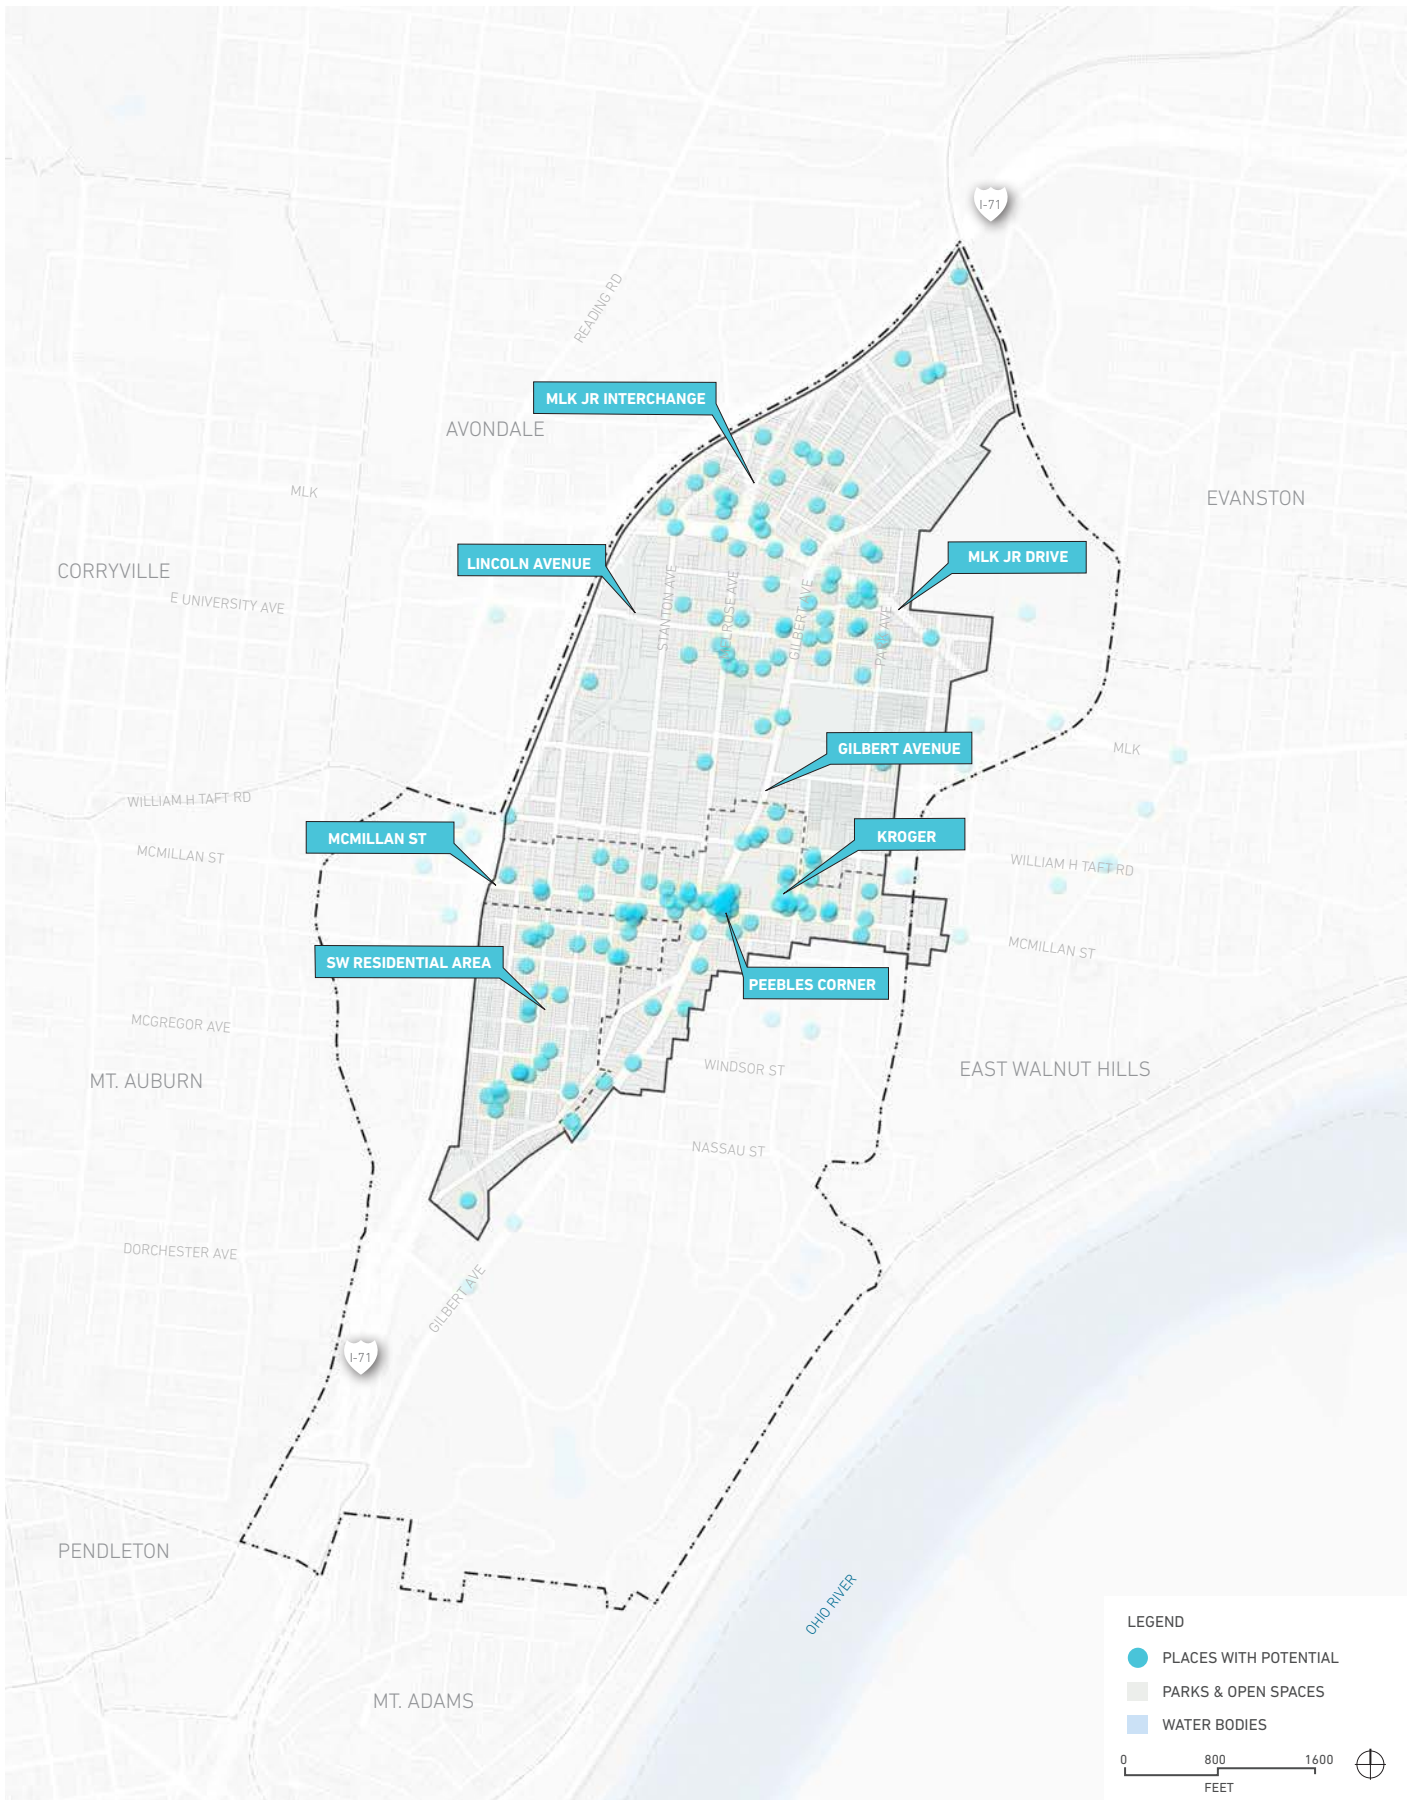 I-71
READING RD
MLK JR INTERCHANGE
AVONDALE
MLK
EVANSTON
LINCOLN AVENUE
MLK JR DRIVE
CORRYVILLE
E UNIVERSITY AVE
STANTON AVE
MELROSE AVE
GILBERT AVE
PARK AVE
GILBERT AVENUE
MLK
WILLIAM H TAFT RD
MCMILLAN ST
KROGER
MCMILLAN ST
WILLIAM H TAFT RD
MCMILLAN ST
SW RESIDENTIAL AREA
PEEBLES CORNER
MCGREGOR AVE
WINDSOR ST
EAST WALNUT HILLS
MT. AUBURN
NASSAU ST
DORCHESTER AVE
GILBERT AVE
I-71
PENDLETON
OHIO RIVER
MT. ADAMS
LEGEND
PLACES WITH POTENTIAL
PARKS & OPEN SPACES
WATER BODIES
0 800 1600
FEET